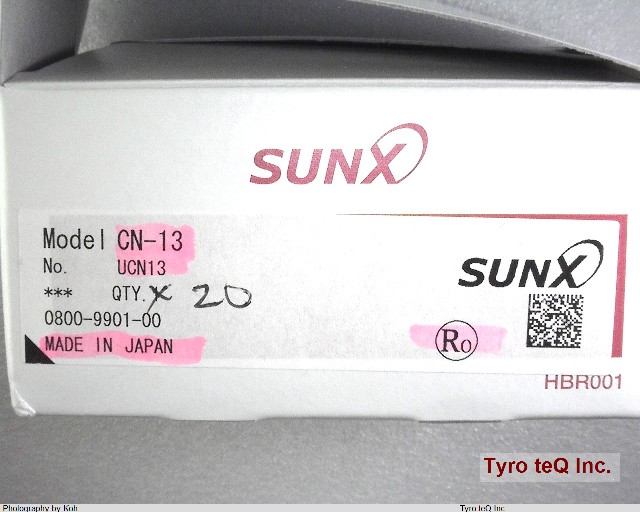 SUNX
Model CN-13
No. UCN13
*** QTY. x 20
0800-9901-00
MADE IN JAPAN
SUNX
Ro
HBR001
Tyro teQ Inc.
Photography by Koh
Tyro teQ Inc